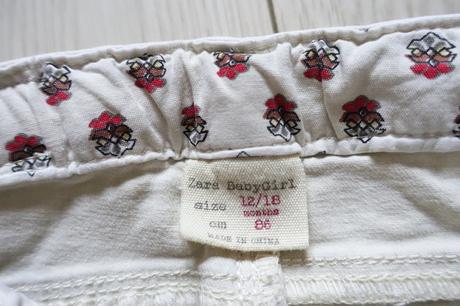 Zara BabyGirl
size 12/18
months
cm 86
MADE IN CHINA